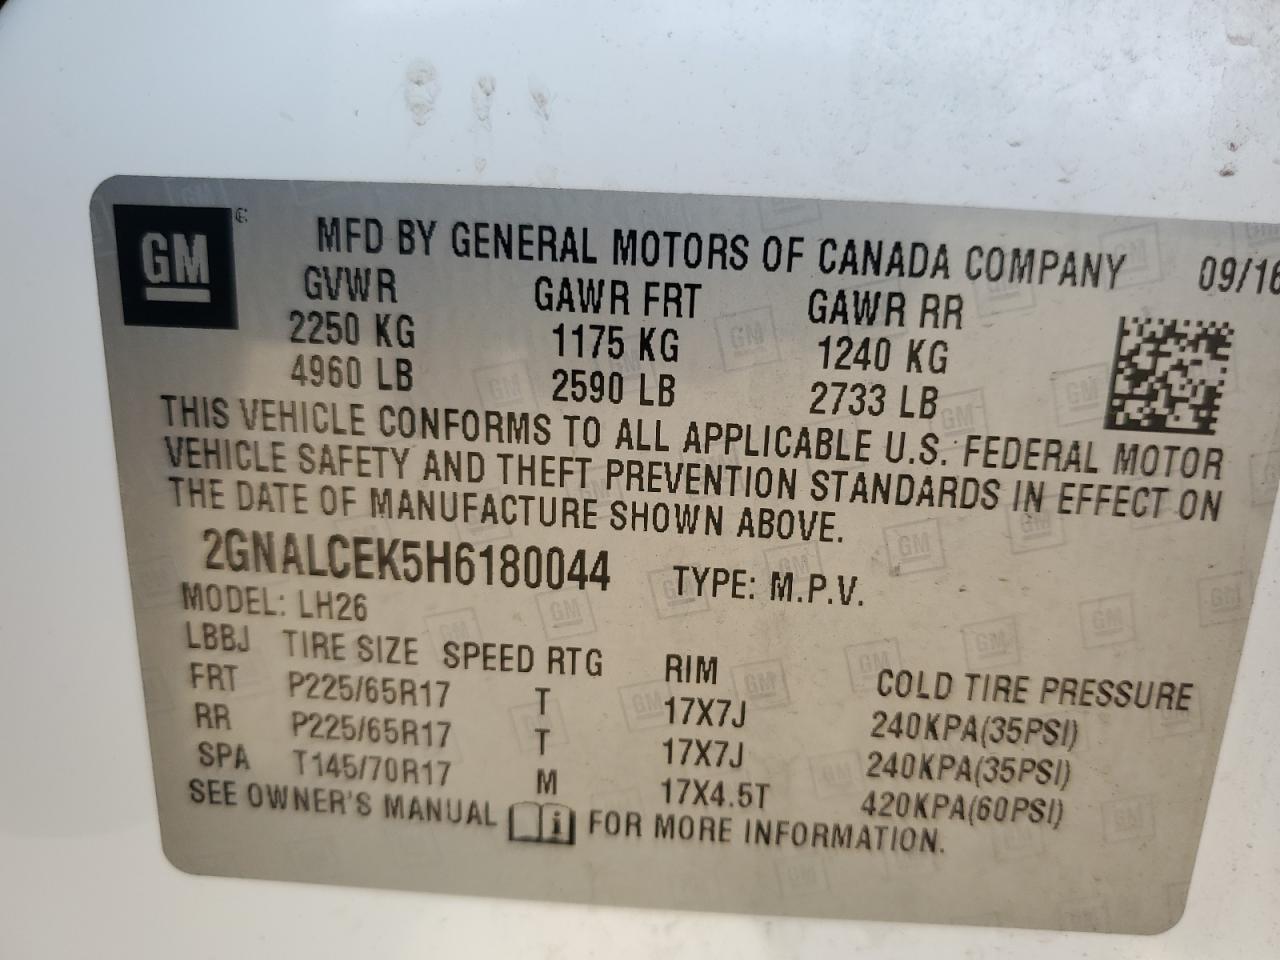 GM
MFD BY GENERAL MOTORS OF CANADA COMPANY 09/16
GVWR GAWR FRT GAWR RR
2250 KG 1175 KG 1240 KG
4960 LB 2590 LB 2733 LB
THIS VEHICLE CONFORMS TO ALL APPLICABLE U.S. FEDERAL MOTOR
VEHICLE SAFETY AND THEFT PREVENTION STANDARDS IN EFFECT ON
THE DATE OF MANUFACTURE SHOWN ABOVE.
2GNALCEK5H6180044 TYPE: M.P.V.
MODEL: LH26
LBBJ TIRE SIZE SPEED RTG RIM COLD TIRE PRESSURE
FRT P225/65R17 T 17X7J 240KPA(35PSI)
RR P225/65R17 T 17X7J 240KPA(35PSI)
SPA T145/70R17 M 17X4.5T 420KPA(60PSI)
SEE OWNER'S MANUAL i FOR MORE INFORMATION.